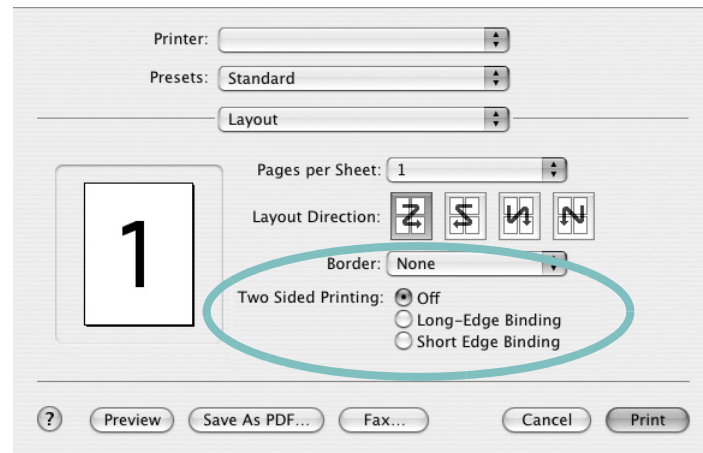 Printer:
Presets: Standard
Layout
Pages per Sheet: 1
Layout Direction:
1
Border: None
Two Sided Printing: Off
Long-Edge Binding
Short Edge Binding
? Preview Save As PDF... Fax... Cancel Print